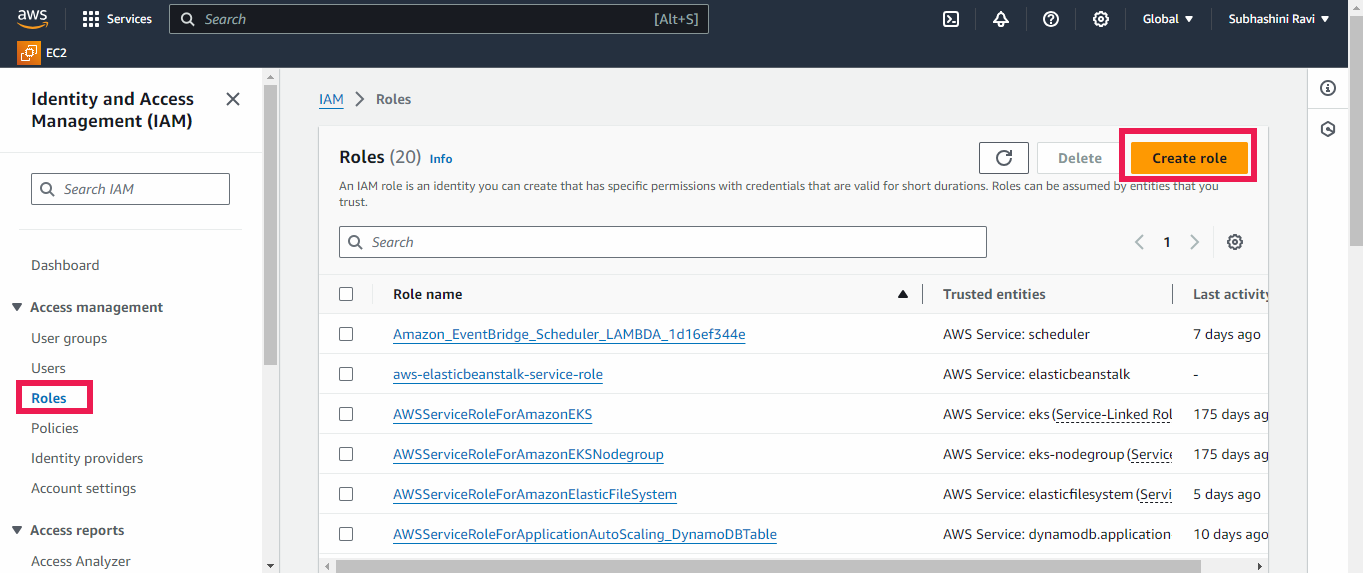 aws
Services
Search
[Alt+S]
Global
Subhashini Ravi
EC2
Identity and Access
Management (IAM)
Search IAM
Dashboard
Access management
User groups
Users
Roles
Policies
Identity providers
Account settings
Access reports
Access Analyzer
IAM
Roles
Roles (20) Info
Delete
Create role
An IAM role is an identity you can create that has specific permissions with credentials that are valid for short durations. Roles can be assumed by entities that you
trust.
Search
1
Role name Trusted entities Last activity
Amazon_EventBridge_Scheduler_LAMBDA_1d16ef344e AWS Service: scheduler 7 days ago
aws-elasticbeanstalk-service-role AWS Service: elasticbeanstalk -
AWSServiceRoleForAmazonEKS AWS Service: eks (Service-Linked Rol 175 days ag
AWSServiceRoleForAmazonEKSNodegroup AWS Service: eks-nodegroup (Service 175 days ag
AWSServiceRoleForAmazonElasticFileSystem AWS Service: elasticfilesystem (Servi 5 days ago
AWSServiceRoleForApplicationAutoScaling_DynamoDBTable AWS Service: dynamodb.application 10 days ago